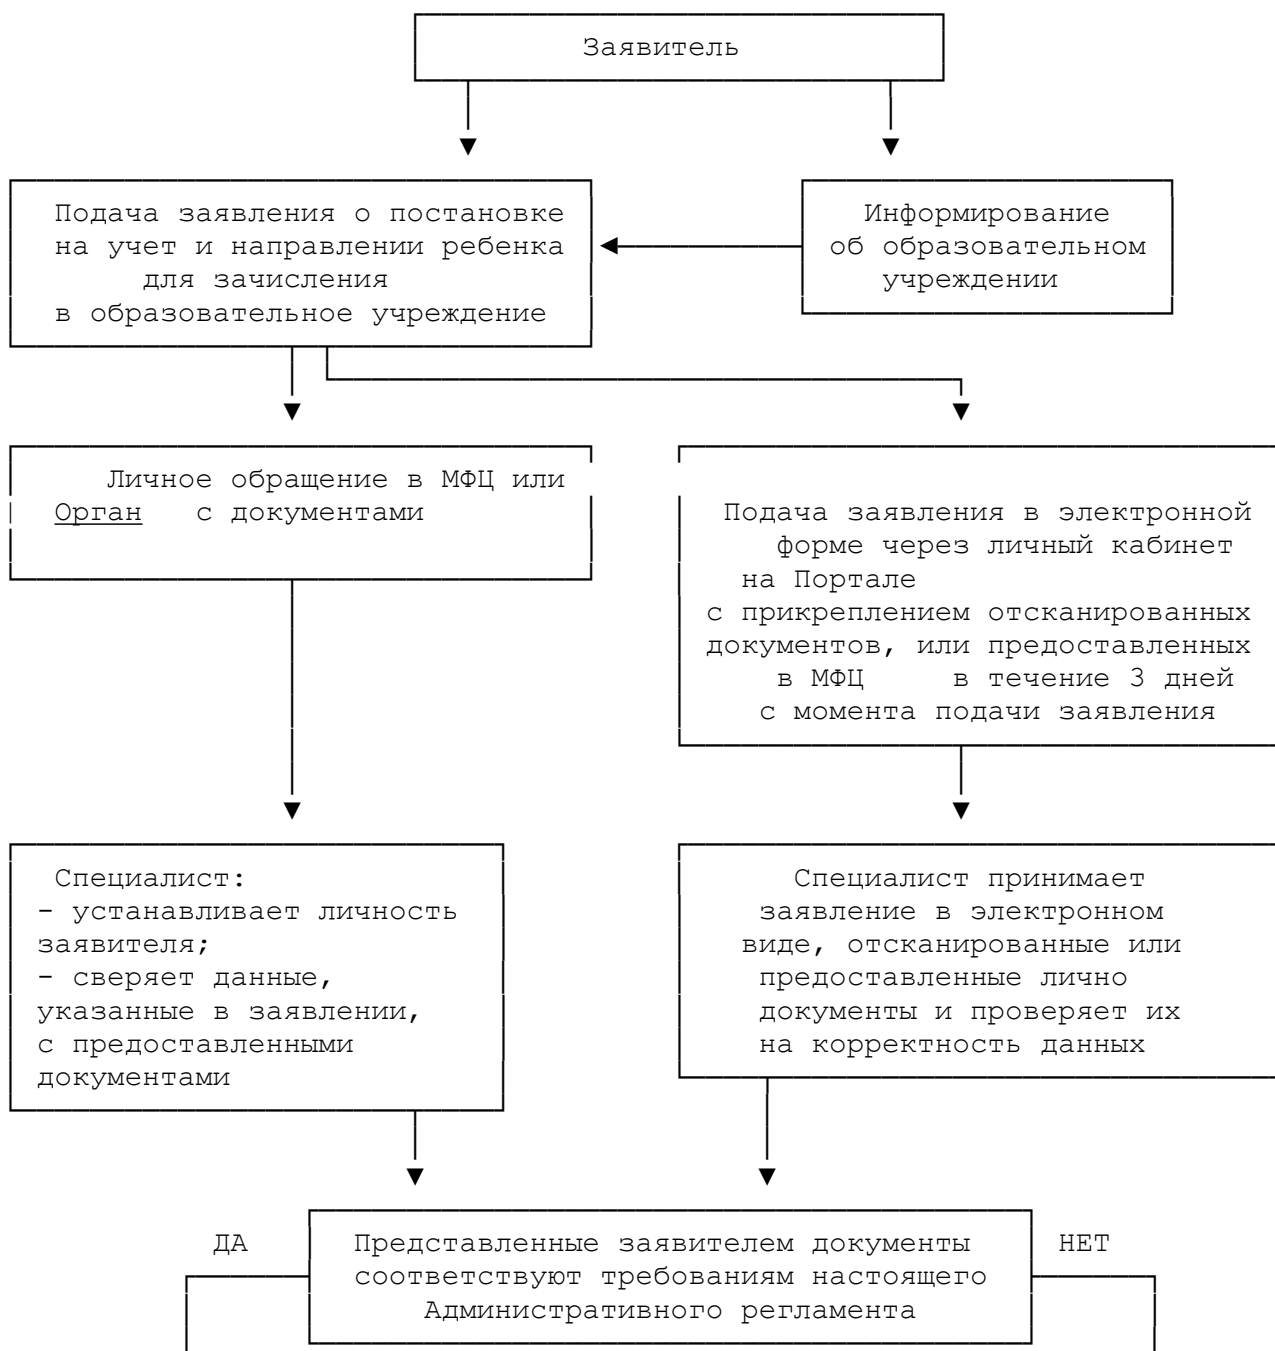 Заявитель
Подача заявления о постановке
на учет и направлении ребенка
для зачисления
в образовательное учреждение
Информирование
об образовательном
учреждении
Личное обращение в МФЦ или
Орган с документами
Подача заявления в электронной
форме через личный кабинет
на Портале
с прикреплением отсканированных
документов, или предоставленных
в МФЦ в течение 3 дней
с момента подачи заявления
Специалист:
- устанавливает личность
заявителя;
- сверяет данные,
указанные в заявлении,
с предоставленными
документами
Специалист принимает
заявление в электронном
виде, отсканированные или
предоставленные лично
документы и проверяет их
на корректность данных
ДА
Представленные заявителем документы
соответствуют требованиям настоящего
Административного регламента
НЕТ